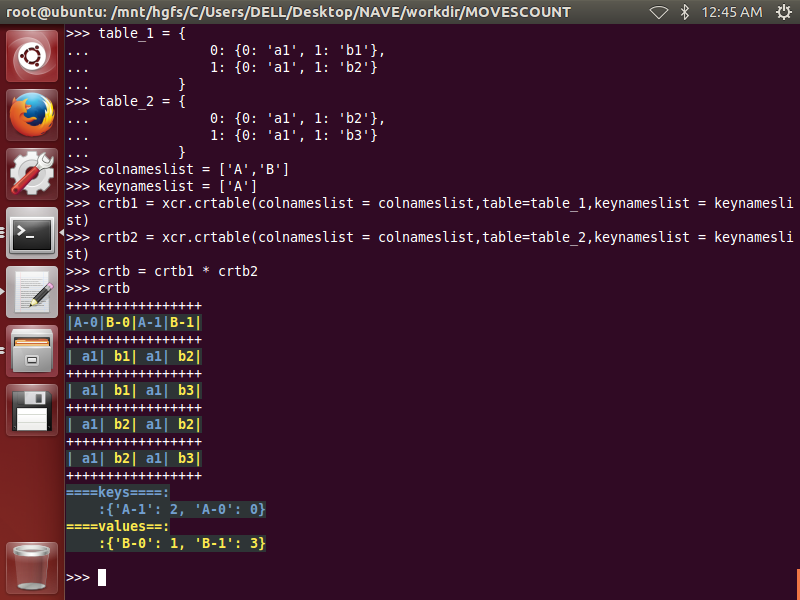 root@ubuntu: /mnt/hgfs/C/Users/DELL/Desktop/NAVE/workdir/MOVESCOUNT 12:45 AM
>>> table_1 = {
...             0: {0: 'a1', 1: 'b1'},
...             1: {0: 'a1', 1: 'b2'}
...         }
>>> table_2 = {
...             0: {0: 'a1', 1: 'b2'},
...             1: {0: 'a1', 1: 'b3'}
...         }
>>> colnameslist = ['A','B']
>>> keynameslist = ['A']
>>> crtb1 = xcr.crtable(colnameslist = colnameslist,table=table_1,keynameslist = keynamesli
st)
>>> crtb2 = xcr.crtable(colnameslist = colnameslist,table=table_2,keynameslist = keynamesli
st)
>>> crtb = crtb1 * crtb2
>>> crtb
+++++++++++++++++
|A-0|B-0|A-1|B-1|
+++++++++++++++++
| a1| b1| a1| b2|
+++++++++++++++++
| a1| b1| a1| b3|
+++++++++++++++++
| a1| b2| a1| b2|
+++++++++++++++++
| a1| b2| a1| b3|
+++++++++++++++++
====keys====:
    :{'A-1': 2, 'A-0': 0}
====values==:
    :{'B-0': 1, 'B-1': 3}
>>>